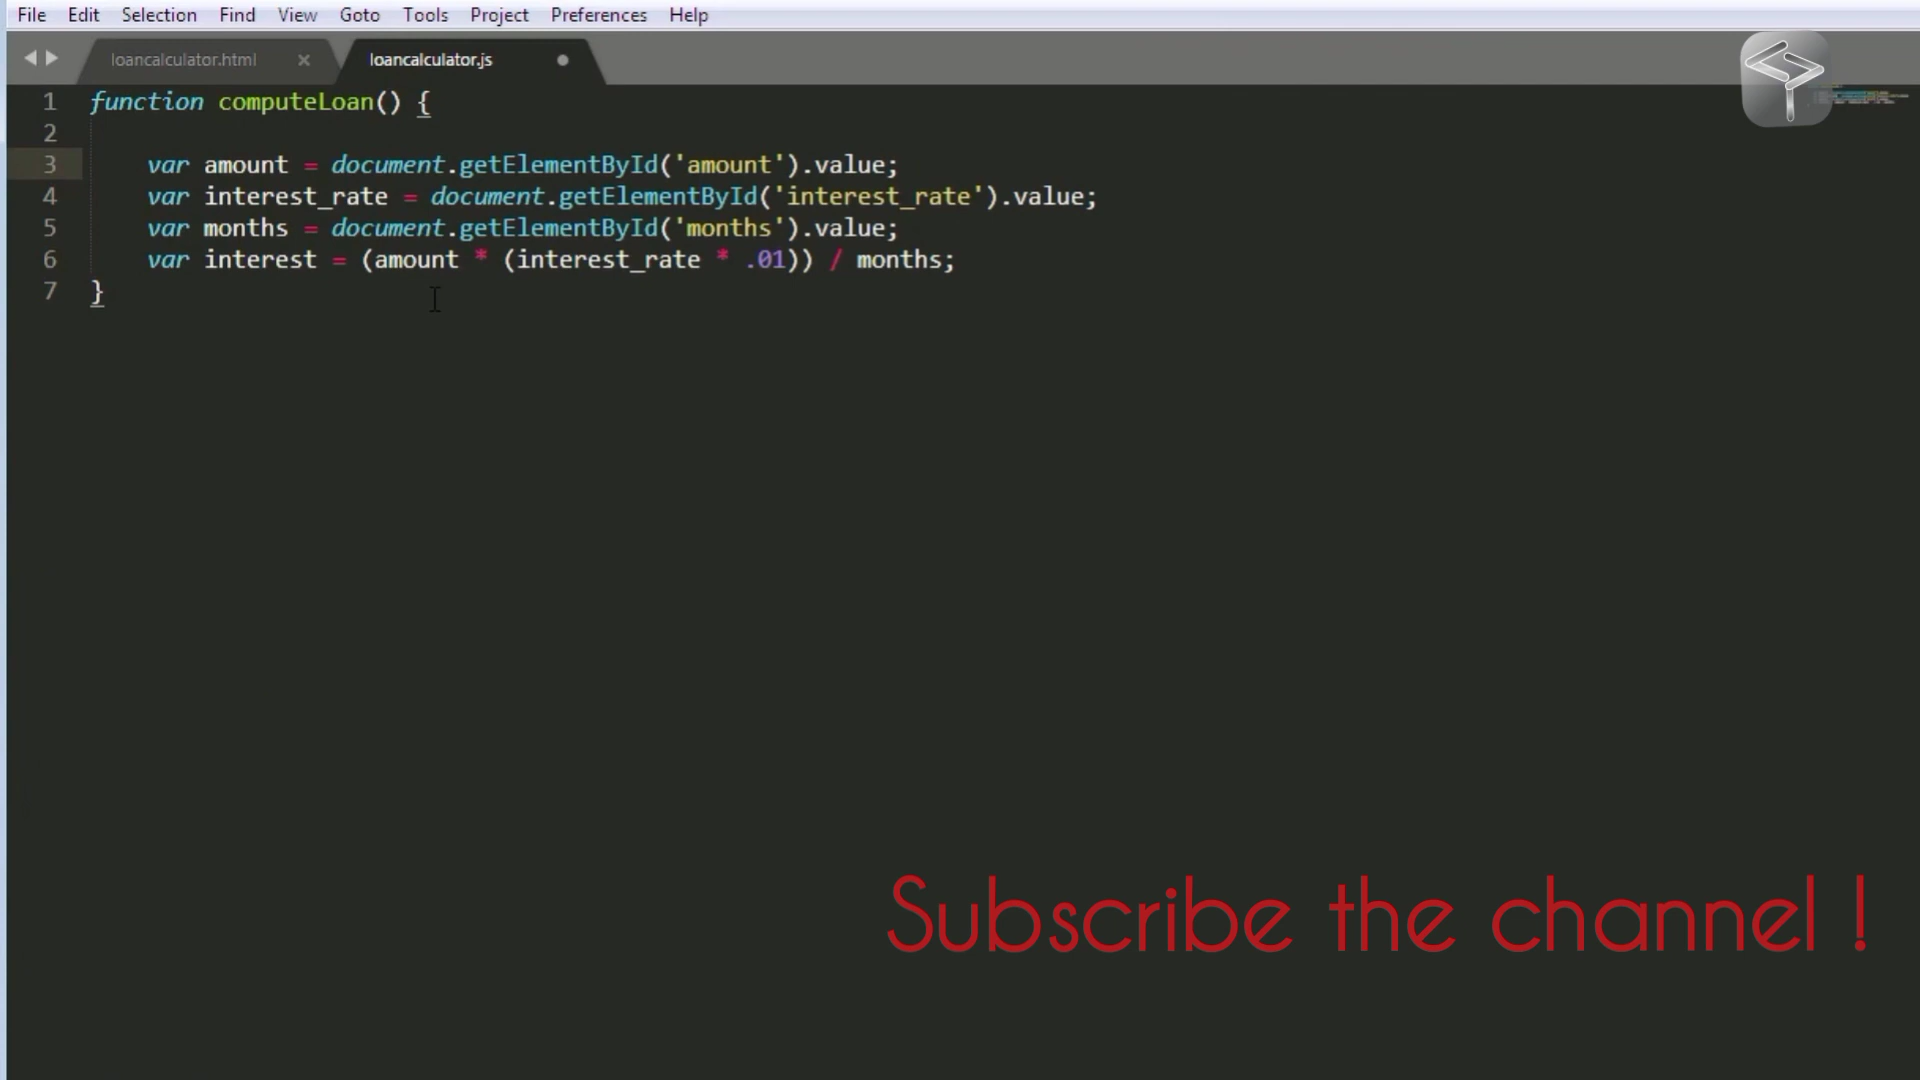 File Edit Selection Find View Goto Tools Project Preferences Help
loancalculator.html × loancalculator.js
1 function computeLoan() {
2
3 var amount = document.getElementById('amount').value;
4 var interest_rate = document.getElementById('interest_rate').value;
5 var months = document.getElementById('months').value;
6 var interest = (amount * (interest_rate * .01)) / months;
7 }
Subscribe the channel !